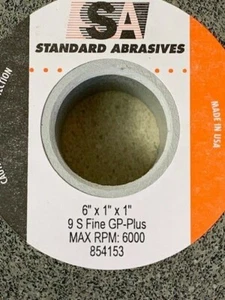 SA
STANDARD ABRASIVES
MADE IN USA
6" x 1" x 1"
9 S Fine GP-Plus
MAX RPM: 6000
854153